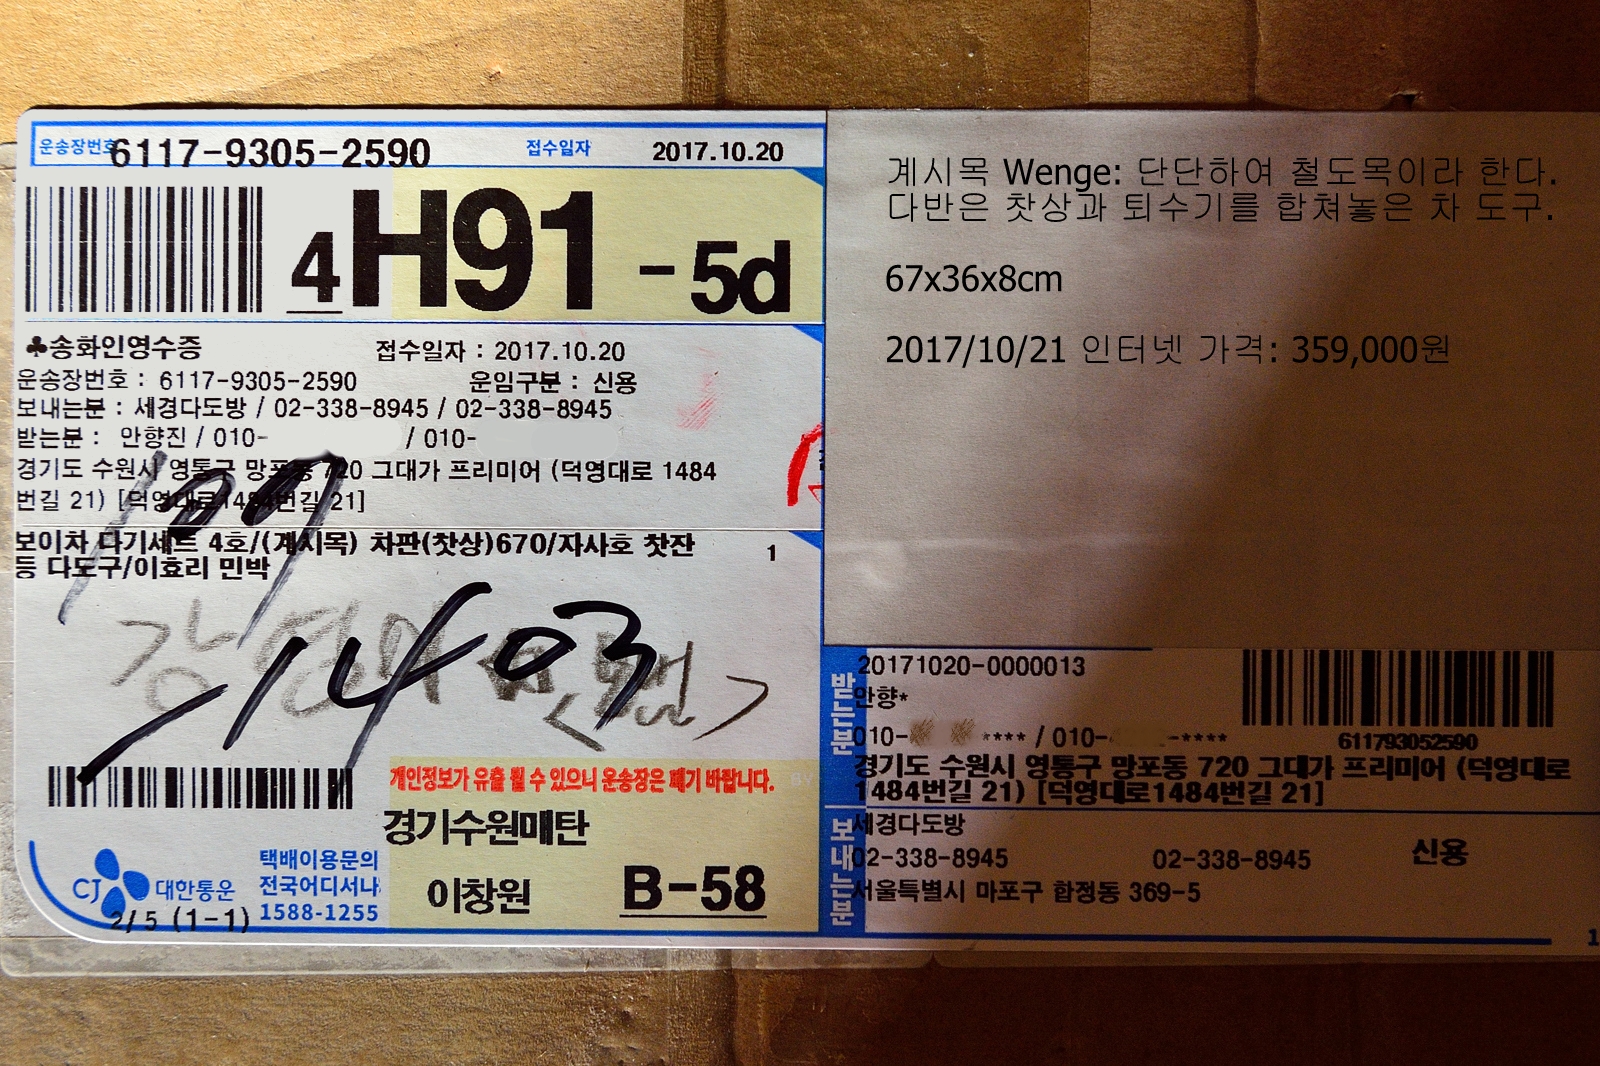 운송장번호 6117-9305-2590 접수일자 2017.10.20
4H91 -5d
♣송화인영수증 접수일자 : 2017.10.20
운송장번호 : 6117-9305-2590 운임구분 : 신용
보내는분 : 세경다도방 / 02-338-8945 / 02-338-8945
받는분 : 안향진 / 010- / 010-
경기도 수원시 영통구 망포동 720 그대가 프리미어 (덕영대로 1484
번길 21) [덕영대로1484번길 21]
보이차 다기세트 4호/(계시목) 차판(찻상)670/자사호 찻잔 1
등 다도구/이효리 민박
109
-1403
개인정보가 유출 될 수 있으니 운송장은 폐기 바랍니다.
경기수원매탄
이창원 B-58
CJ 대한통운
택배이용문의
전국어디서나
1588-1255
2/5 (1-1)
계시목 Wenge: 단단하여 철도목이라 한다.
다반은 찻상과 퇴수기를 합쳐놓은 차 도구.
67x36x8cm
2017/10/21 인터넷 가격: 359,000원
받는분
20171020-0000013
안향*
010- **** / 010- -****
611793052590
경기도 수원시 영통구 망포동 720 그대가 프리미어 (덕영대로
1484번길 21) [덕영대로1484번길 21]
보내는분
세경다도방
02-338-8945 02-338-8945 신용
서울특별시 마포구 합정동 369-5